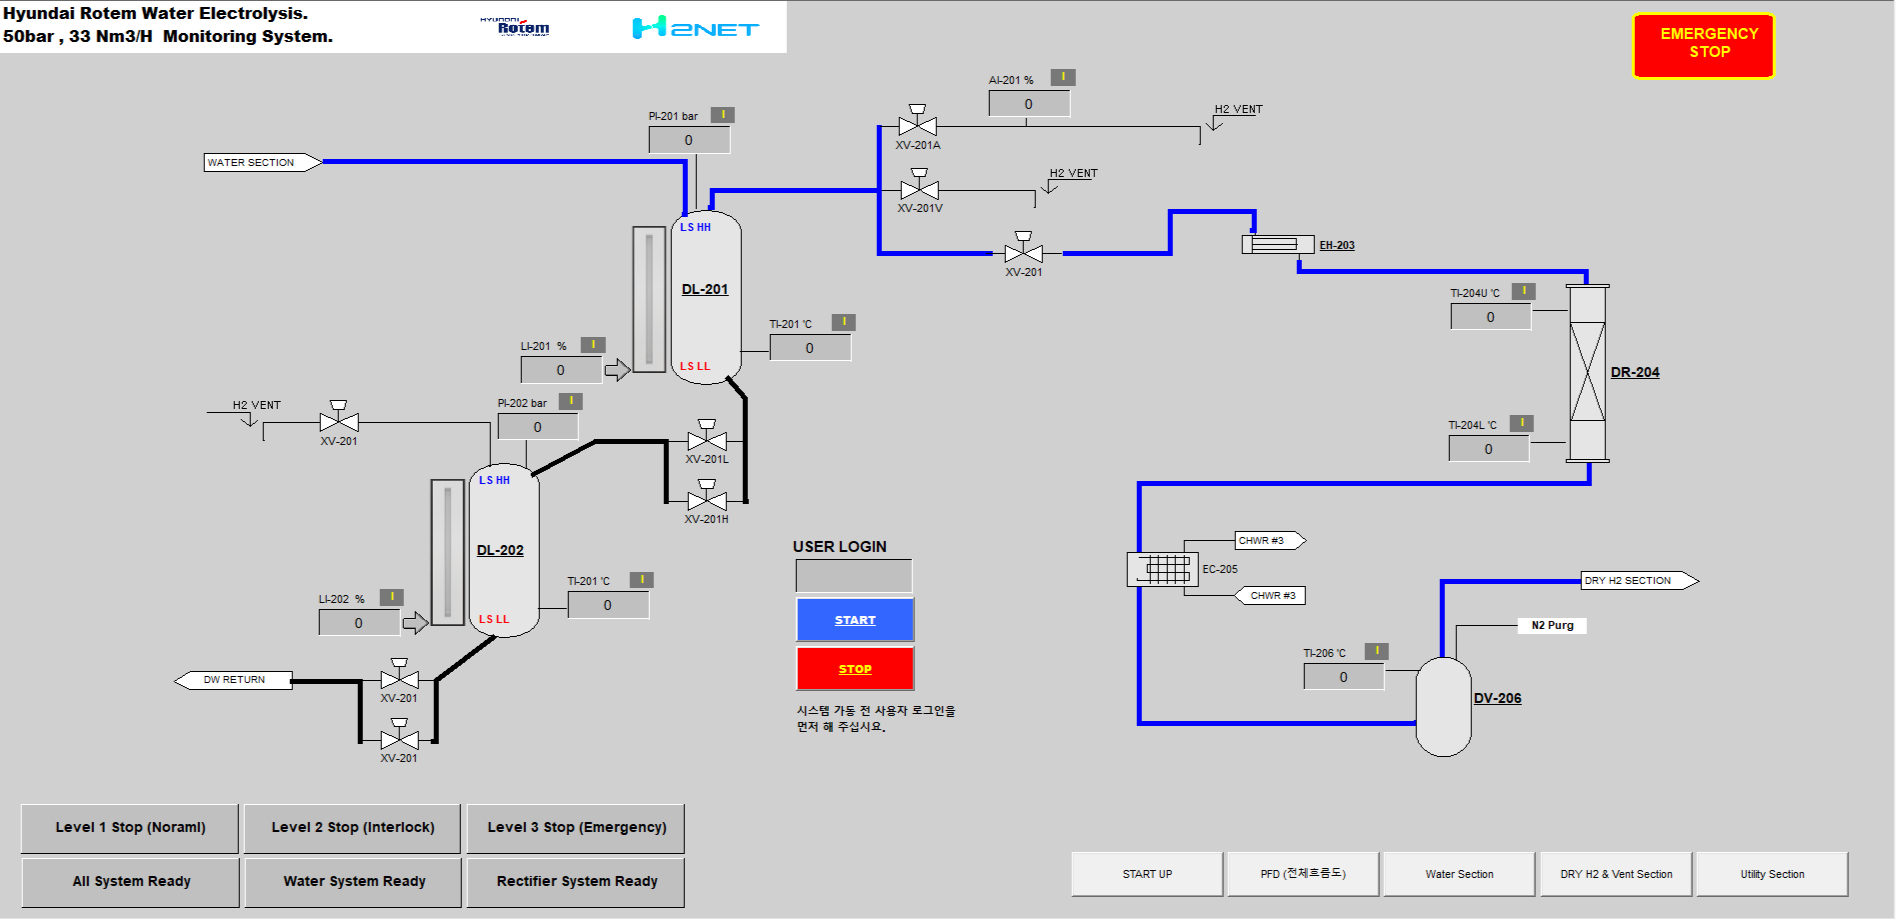 Hyundai Rotem Water Electrolysis.
50bar , 33 Nm3/H  Monitoring System.
HYUNDAI
Rotem
H2NET
EMERGENCY
STOP
AI-201 %
I
0
H2 VENT
XV-201A
PI-201 bar
I
0
WATER SECTION
H2 VENT
XV-201V
LS HH
DL-201
LS LL
XV-201
EH-203
TI-204U 'C
I
0
TI-201 'C
I
0
LI-201  %
I
0
DR-204
H2 VENT
XV-201
PI-202 bar
I
0
TI-204L 'C
I
0
XV-201L
XV-201H
LS HH
DL-202
LS LL
USER LOGIN
START
STOP
시스템 가동 전 사용자 로그인을
먼저 해 주십시요.
CHWR #3
EC-205
CHWR #3
DRY H2 SECTION
N2 Purg
TI-201 'C
I
0
LI-202  %
I
0
TI-206 'C
I
0
DV-206
DW RETURN
XV-201
XV-201
Level 1 Stop (Noraml)
Level 2 Stop (Interlock)
Level 3 Stop (Emergency)
All System Ready
Water System Ready
Rectifier System Ready
START UP
PFD (전체흐름도)
Water Section
DRY H2 & Vent Section
Utility Section